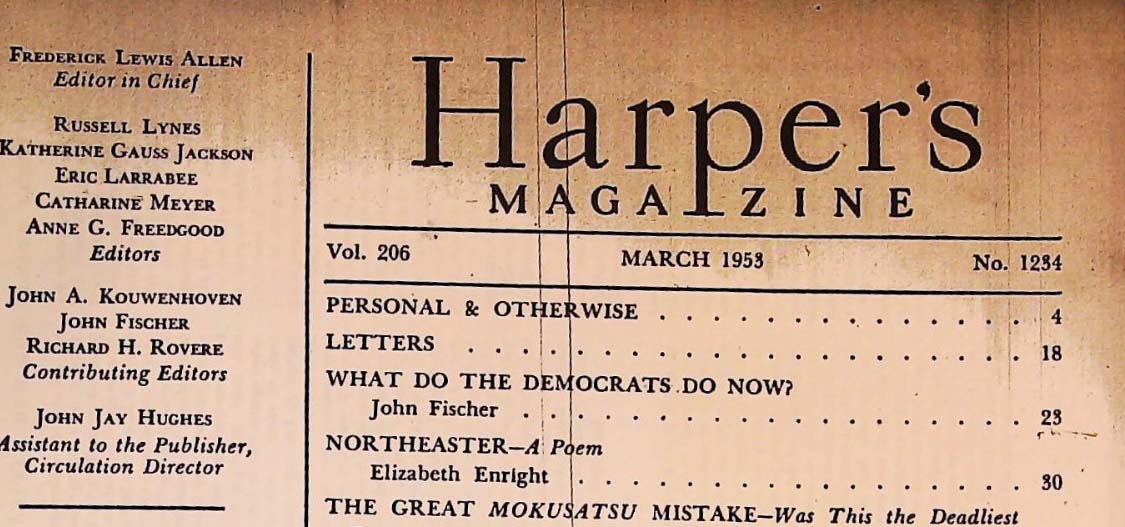 FREDERICK LEWIS ALLEN
Editor in Chief
RUSSELL LYNES
KATHERINE GAUSS JACKSON
ERIC LARRABEE
CATHARINE MEYER
ANNE G. FREEDGOOD
Editors
JOHN A. KOUWENHOVEN
JOHN FISCHER
RICHARD H. ROVERE
Contributing Editors
JOHN JAY HUGHES
Assistant to the Publisher,
Circulation Director
Harper's
MAGAZINE
Vol. 206 MARCH 1953 No. 1234
PERSONAL & OTHERWISE . . . . . . . . . . . . . . 4
LETTERS . . . . . . . . . . . . . . . . . . . . . 18
WHAT DO THE DEMOCRATS DO NOW?
John Fischer . . . . . . . . . . . . . . . . . . . 23
NORTHEASTER—A Poem
Elizabeth Enright . . . . . . . . . . . . . . . . . 30
THE GREAT MOKUSATSU MISTAKE—Was This the Deadliest